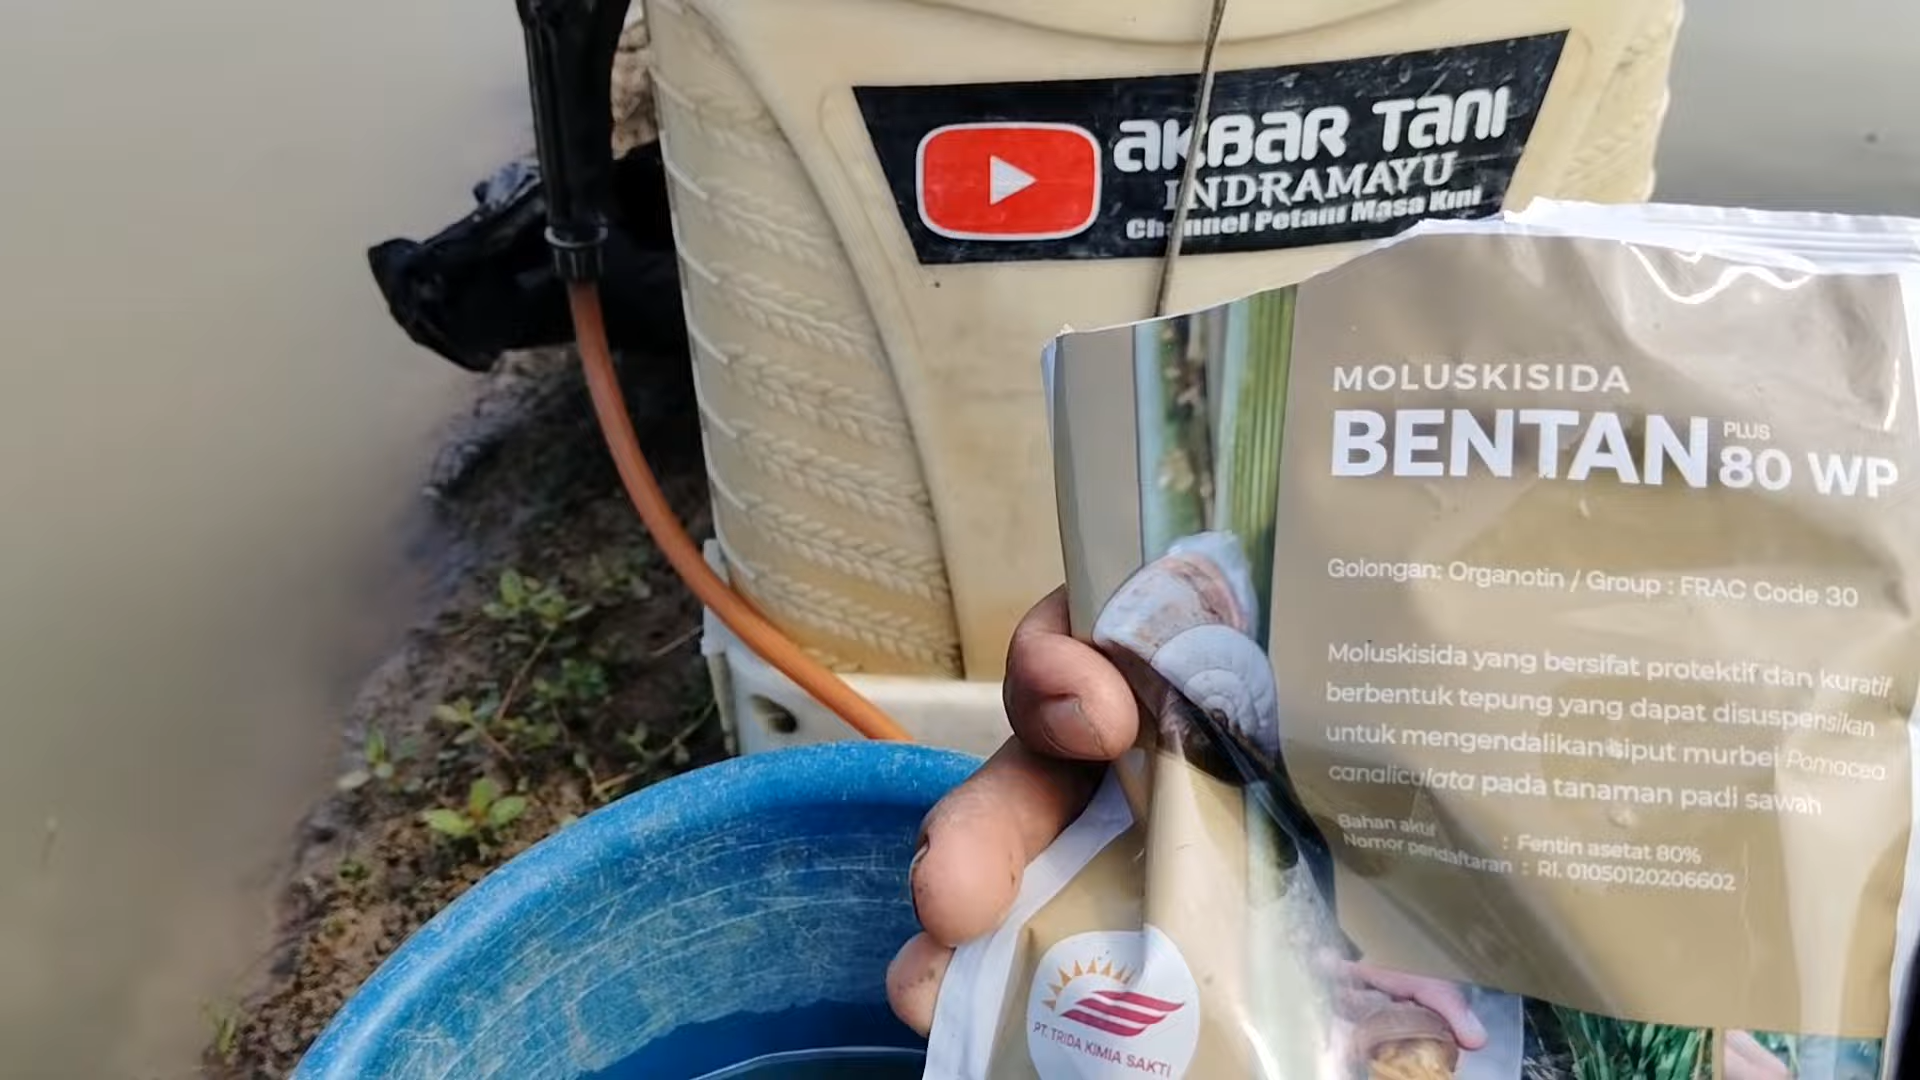 AKBAR TANI
INDRAMAYU
Channel Petani Masa Kini
MOLUSKISIDA
BENTAN PLUS 80 WP
Golongan: Organotin / Group : FRAC Code 30
Moluskisida yang bersifat protektif dan kuratif
berbentuk tepung yang dapat disuspensikan
untuk mengendalikan siput murbei Pomacea
canaliculata pada tanaman padi sawah
Bahan aktif : Fentin asetat 80%
Nomor pendaftaran : RI. 01050120206602
PT. TRIDA KIMIA SAKTI